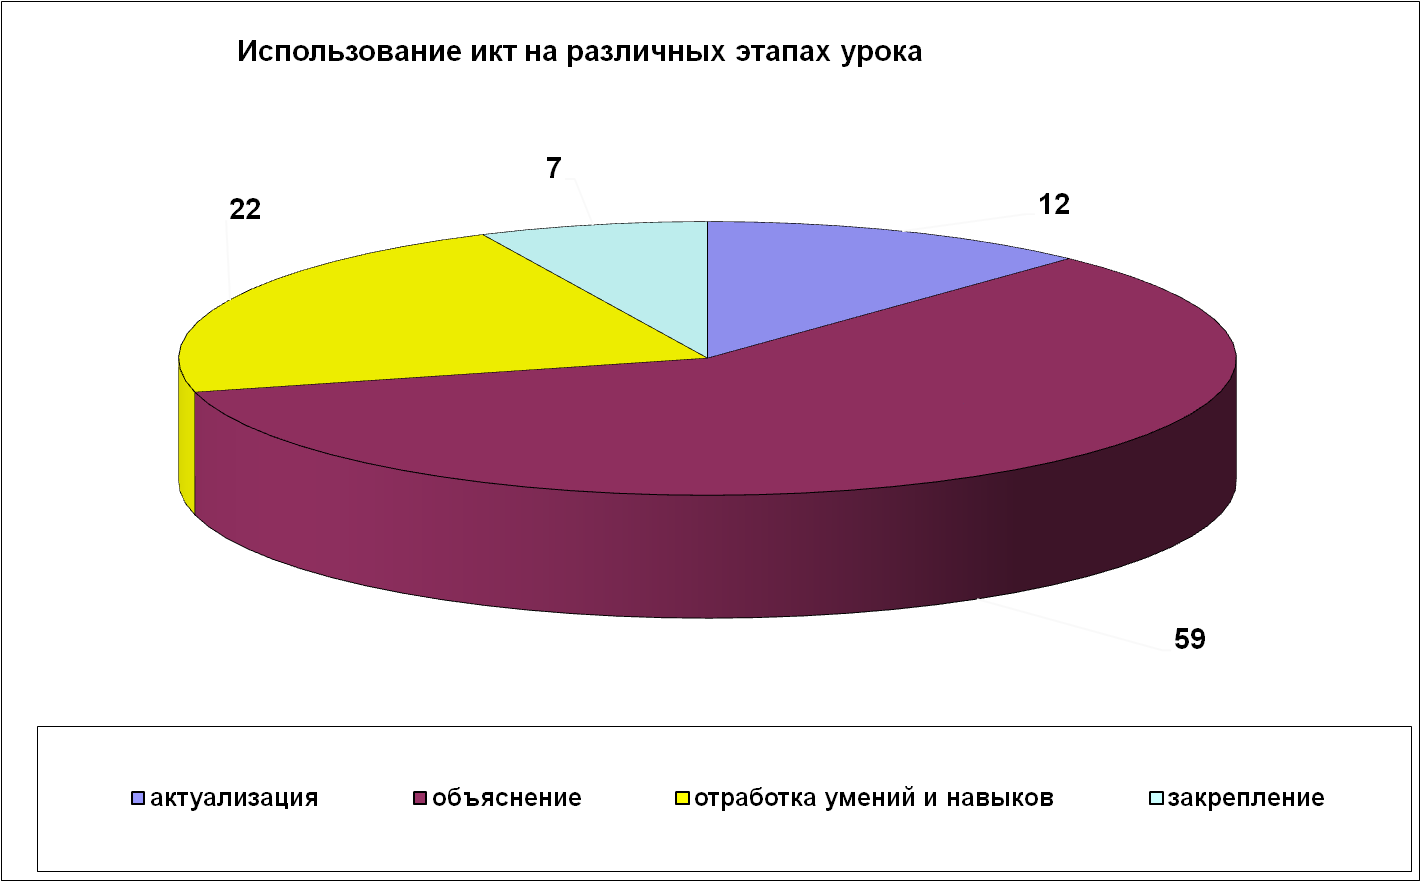 Использование икт на различных этапах урока
7
12
22
59
актуализация
объяснение
отработка умений и навыков
закрепление